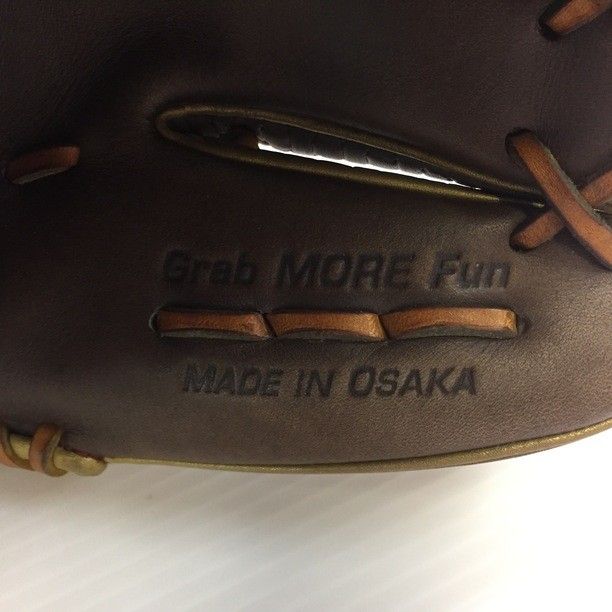 Grab MORE Fun
MADE IN OSAKA